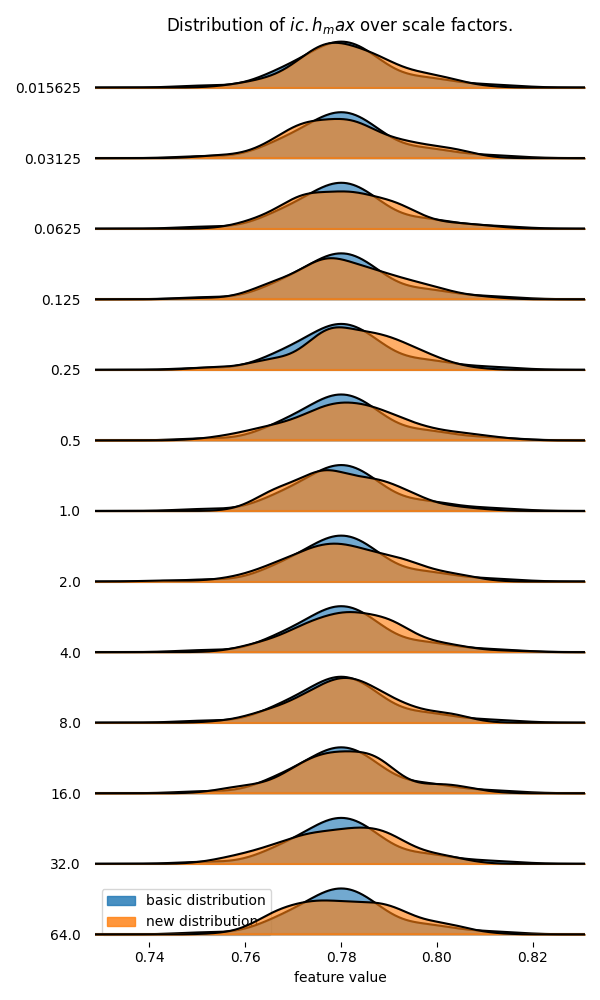 Distribution of ic.hₘax over scale factors.
0.015625
0.03125
0.0625
0.125
0.25
0.5
1.0
2.0
4.0
8.0
16.0
32.0
basic distribution
new distribution
64.0
0.74 0.76 0.78 0.80 0.82
feature value